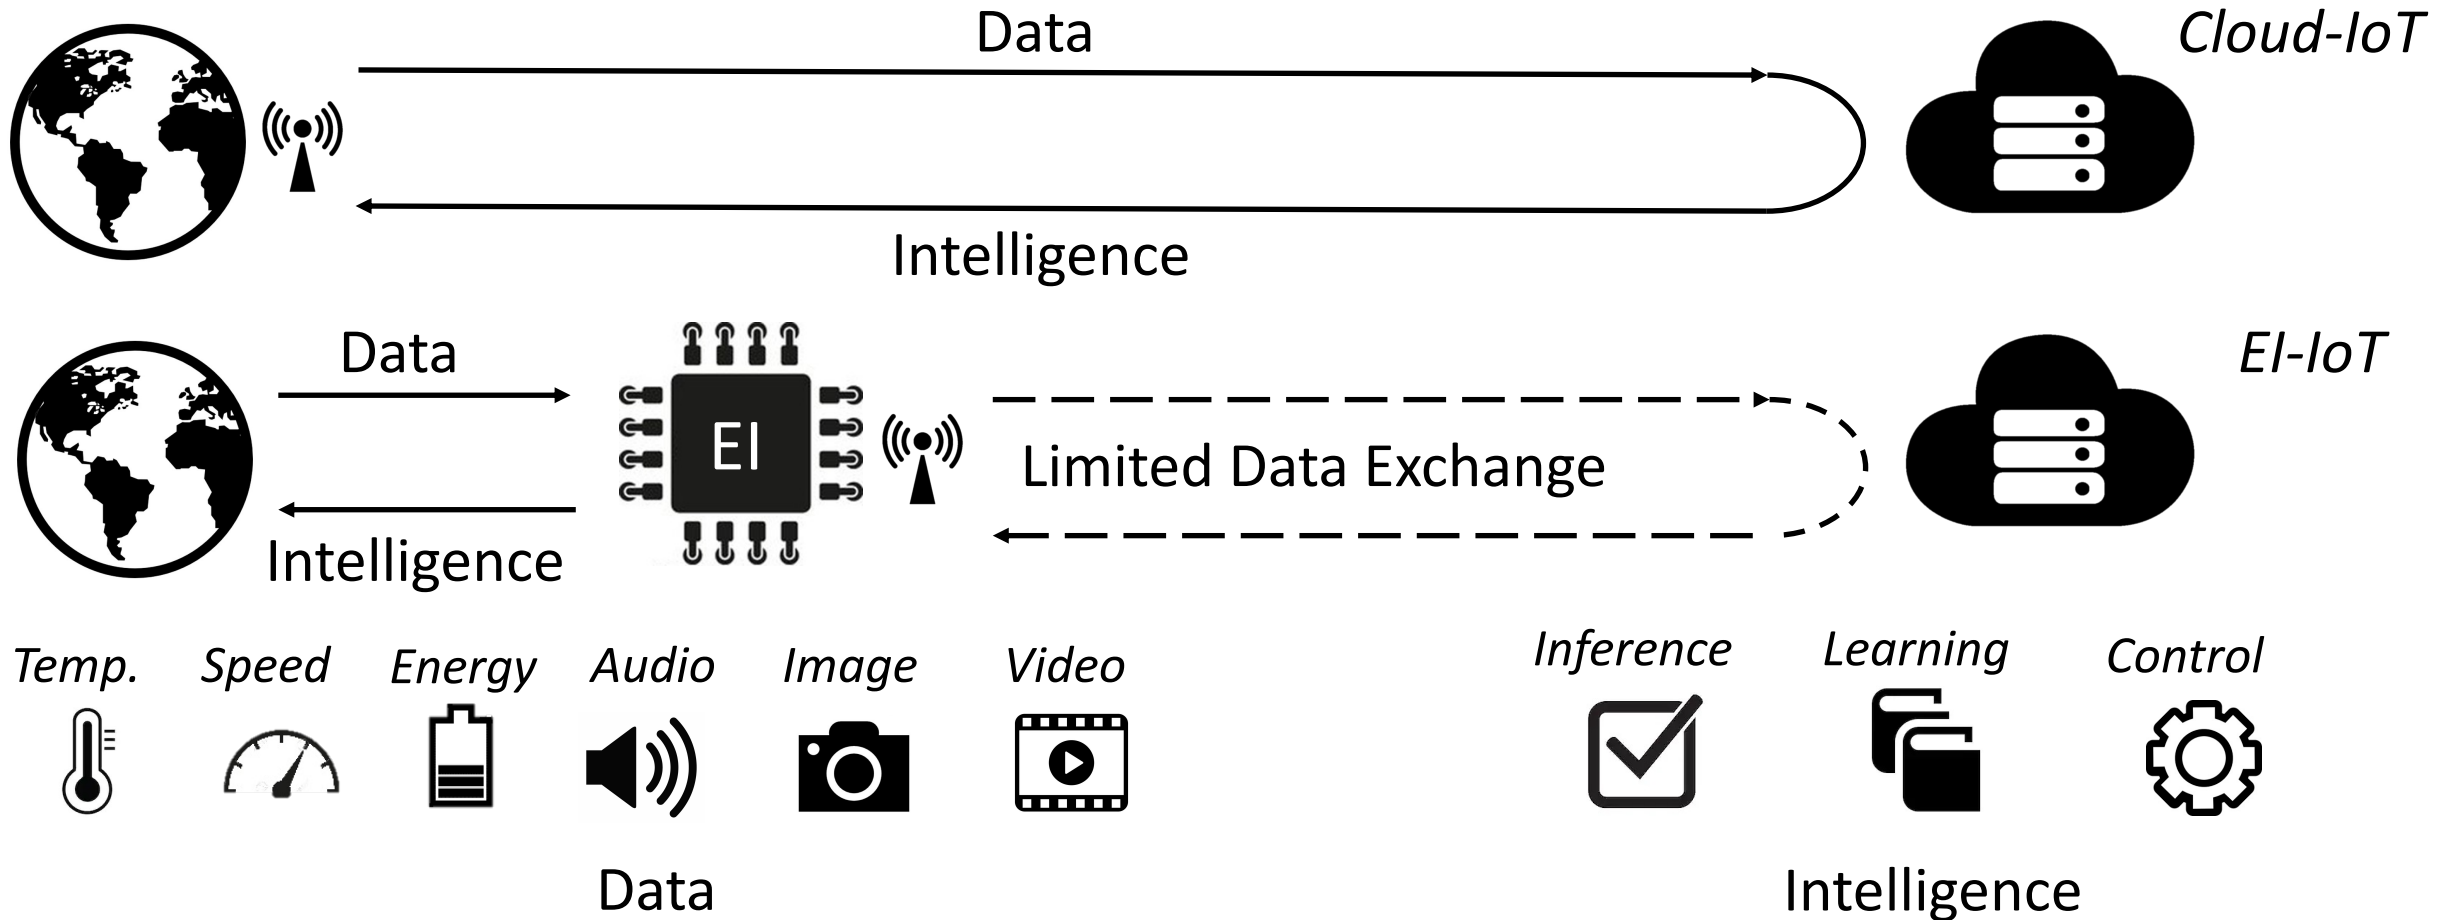 Data
Cloud-IoT
Intelligence
Data
EI-IoT
EI
Limited Data Exchange
Intelligence
Temp. Speed Energy Audio Image Video
Inference Learning Control
Data
Intelligence